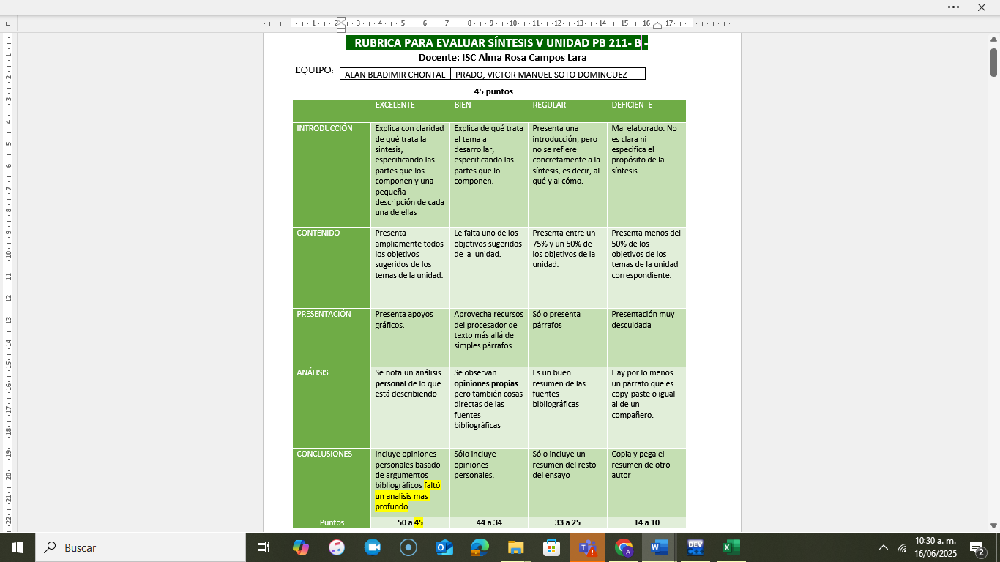 RUBRICA PARA EVALUAR SÍNTESIS V UNIDAD PB 211- B -
Docente: ISC Alma Rosa Campos Lara
EQUIPO: ALAN BLADIMIR CHONTAL PRADO, VICTOR MANUEL SOTO DOMINGUEZ
45 puntos
EXCELENTE BIEN REGULAR DEFICIENTE
INTRODUCCIÓN
Explica con claridad
de qué trata la
síntesis,
especificando las
partes que los
componen y una
pequeña
descripción de cada
una de ellas
Explica de qué trata
el tema a
desarrollar,
especificando las
partes que lo
componen.
Presenta una
introducción, pero
no se refiere
concretamente a la
síntesis, es decir, al
qué y al cómo.
Mal elaborado. No
es clara ni
especifica el
propósito de la
síntesis.
CONTENIDO
Presenta
ampliamente todos
los objetivos
sugeridos de los
temas de la unidad.
Le falta uno de los
objetivos sugeridos
de la unidad.
Presenta entre un
75% y un 50% de
los objetivos de la
unidad.
Presenta menos del
50% de los
objetivos de los
temas de la unidad
correspondiente.
PRESENTACIÓN
Presenta apoyos
gráficos.
Aprovecha recursos
del procesador de
texto más allá de
simples párrafos
Sólo presenta
párrafos
Presentación muy
descuidada
ANÁLISIS
Se nota un análisis
personal de lo que
está describiendo
Se observan
opiniones propias
pero también cosas
directas de las
fuentes
bibliográficas
Es un buen
resumen de las
fuentes
bibliográficas
Hay por lo menos
un párrafo que es
copy-paste o igual
al de un
compañero.
CONCLUSIONES
Incluye opiniones
personales basado
de argumentos
bibliográficos faltó
un analisis mas
profundo
Sólo incluye
opiniones
personales.
Sólo incluye un
resumen del resto
del ensayo
Copia y pega el
resumen de otro
autor
Puntos 50 a 45 44 a 34 33 a 25 14 a 10
Buscar
10:30 a. m.
16/06/2025
DEV
2